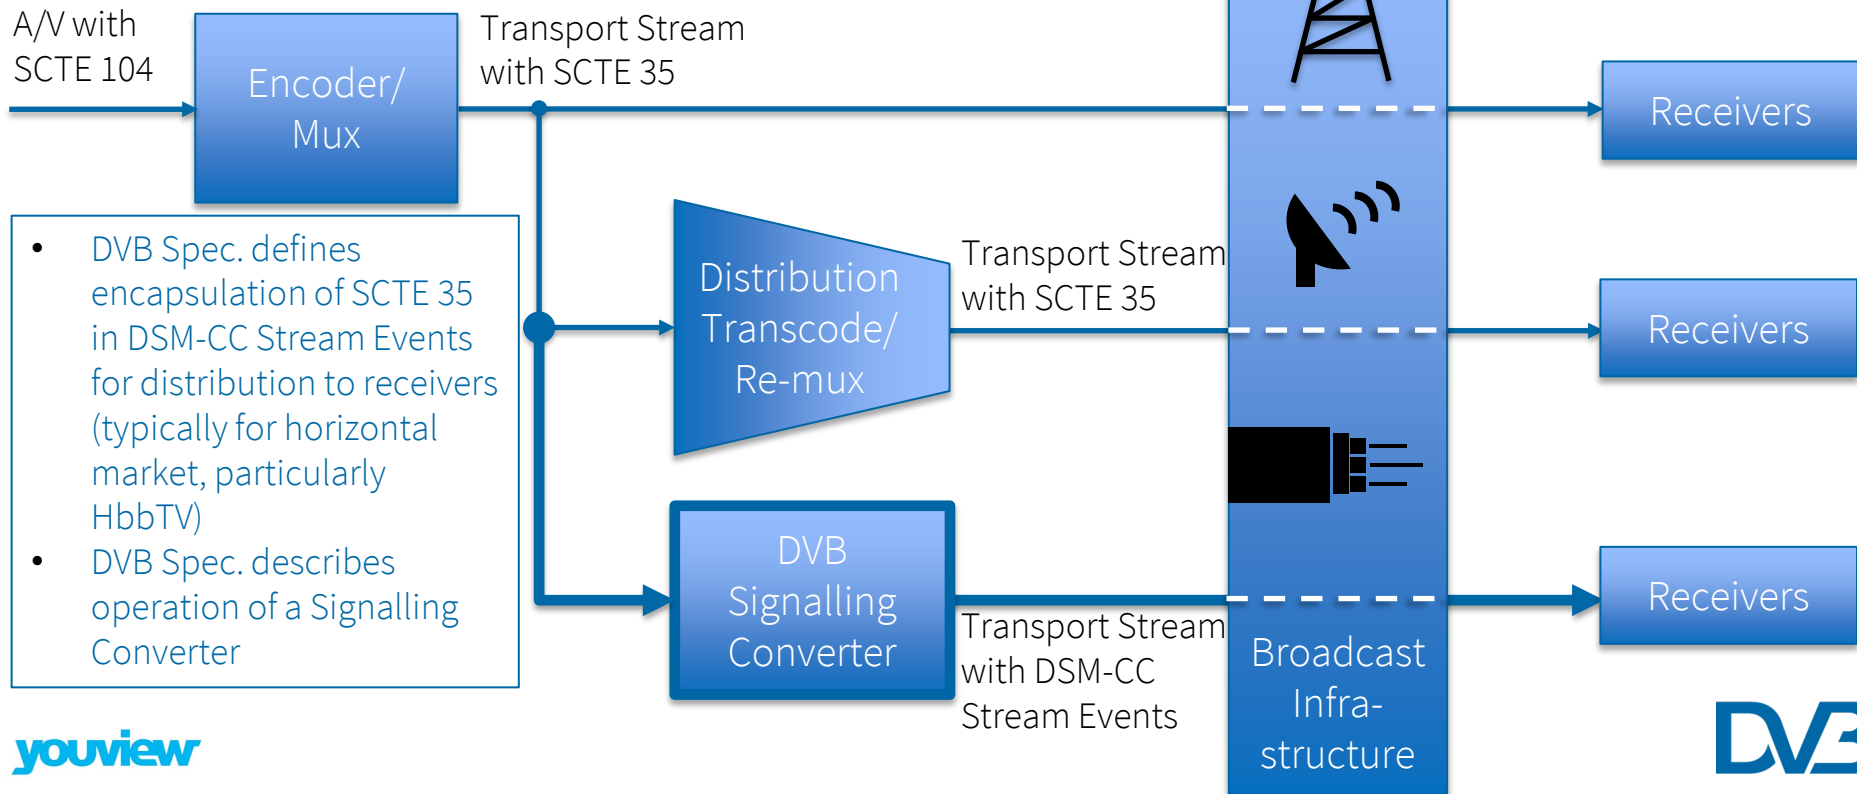 A/V with
SCTE 104
Encoder/
Mux
Transport Stream
with SCTE 35
Receivers
• DVB Spec. defines
encapsulation of SCTE 35
in DSM-CC Stream Events
for distribution to receivers
(typically for horizontal
market, particularly
HbbTV)
• DVB Spec. describes
operation of a Signalling
Converter
Distribution
Transcode/
Re-mux
Transport Stream
with SCTE 35
Receivers
DVB
Signalling
Converter
Transport Stream
with DSM-CC
Stream Events
Broadcast
Infra-
structure
Receivers
youview
DVB